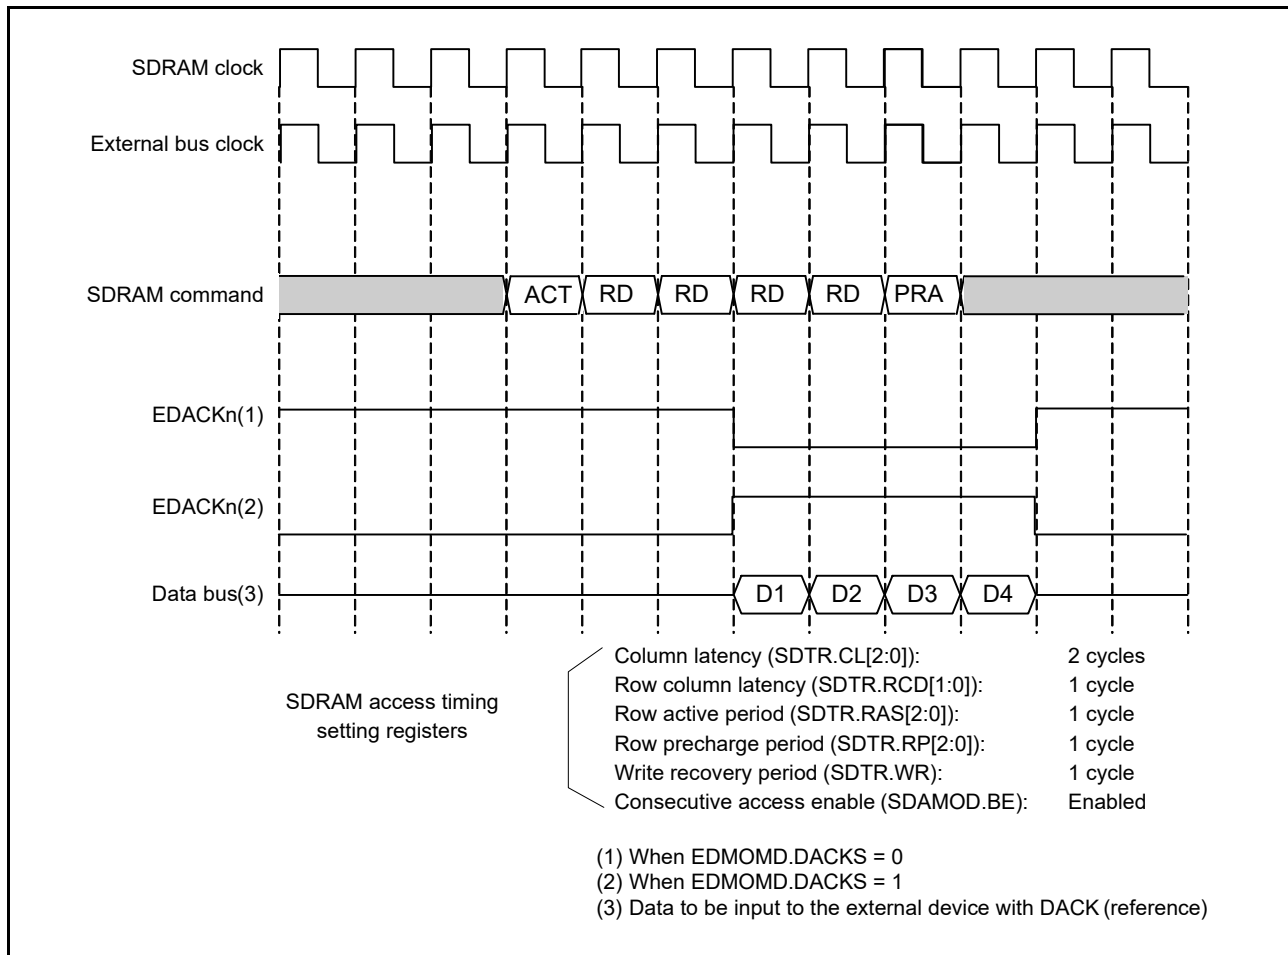 SDRAM clock
External bus clock
SDRAM command
ACT RD RD RD RD PRA
EDACKn(1)
EDACKn(2)
Data bus(3)
D1 D2 D3 D4
SDRAM access timing
setting registers
Column latency (SDTR.CL[2:0]): 2 cycles
Row column latency (SDTR.RCD[1:0]): 1 cycle
Row active period (SDTR.RAS[2:0]): 1 cycle
Row precharge period (SDTR.RP[2:0]): 1 cycle
Write recovery period (SDTR.WR): 1 cycle
Consecutive access enable (SDAMOD.BE): Enabled
(1) When EDMOMD.DACKS = 0
(2) When EDMOMD.DACKS = 1
(3) Data to be input to the external device with DACK (reference)